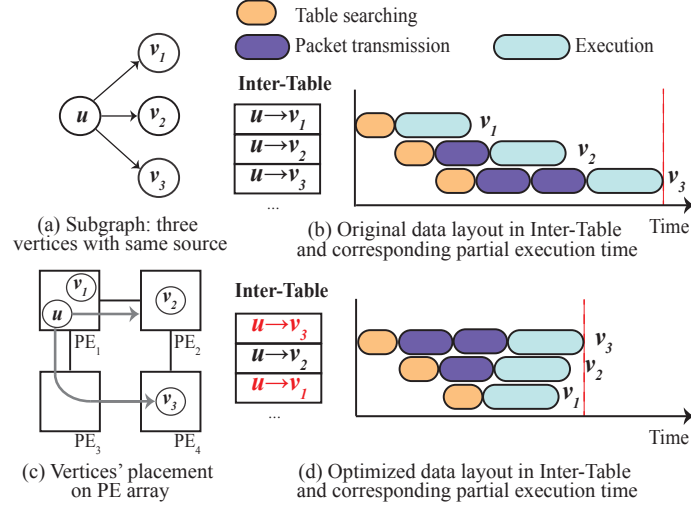 Table searching
Packet transmission
Execution
v1
u
v2
v3
(a) Subgraph: three
vertices with same source
Inter-Table
u→v1
u→v2
u→v3
...
v1
v2
v3
Time
(b) Original data layout in Inter-Table
and corresponding partial execution time
v1
u
v2
PE1
PE2
v3
PE3
PE4
(c) Vertices' placement
on PE array
Inter-Table
u→v3
u→v2
u→v1
...
v3
v2
v1
Time
(d) Optimized data layout in Inter-Table
and corresponding partial execution time